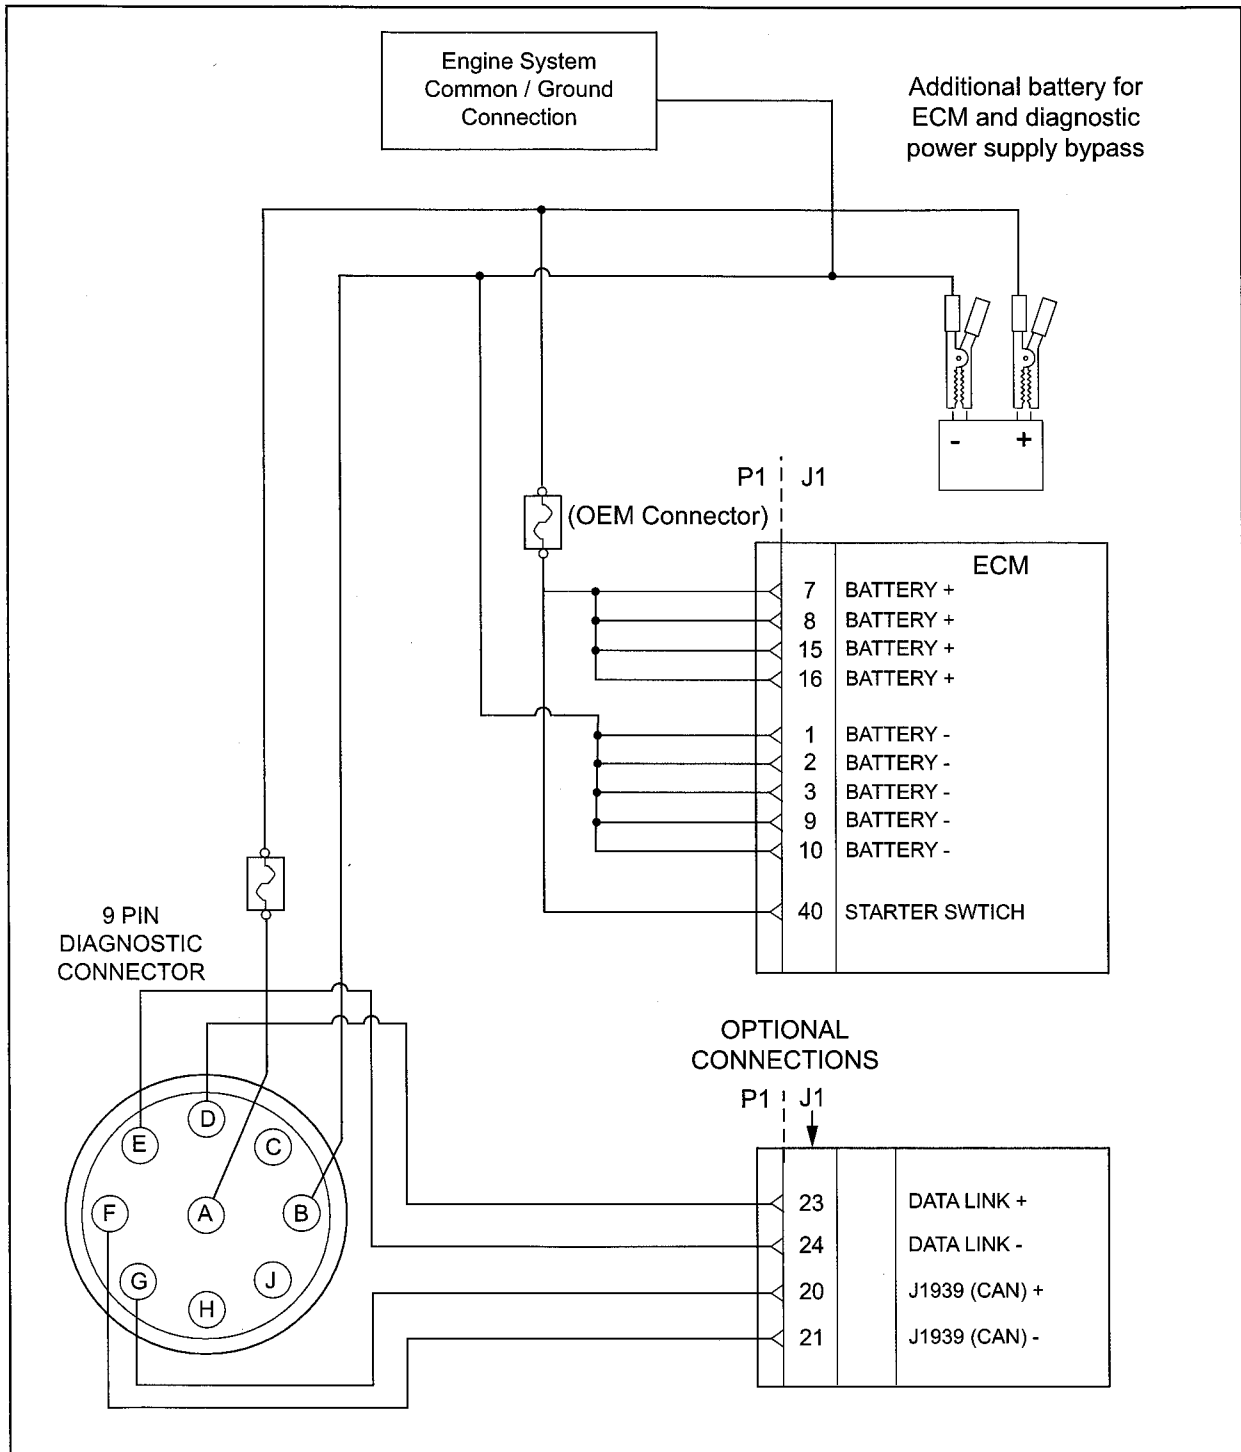 Engine System
Common / Ground
Connection
Additional battery for
ECM and diagnostic
power supply bypass
- +
P1 J1
(OEM Connector)
ECM
7 BATTERY +
8 BATTERY +
15 BATTERY +
16 BATTERY +
1 BATTERY -
2 BATTERY -
3 BATTERY -
9 BATTERY -
10 BATTERY -
40 STARTER SWTICH
9 PIN
DIAGNOSTIC
CONNECTOR
OPTIONAL
CONNECTIONS
P1 J1
D
E
C
F
A
B
G
J
H
23 DATA LINK +
24 DATA LINK -
20 J1939 (CAN) +
21 J1939 (CAN) -